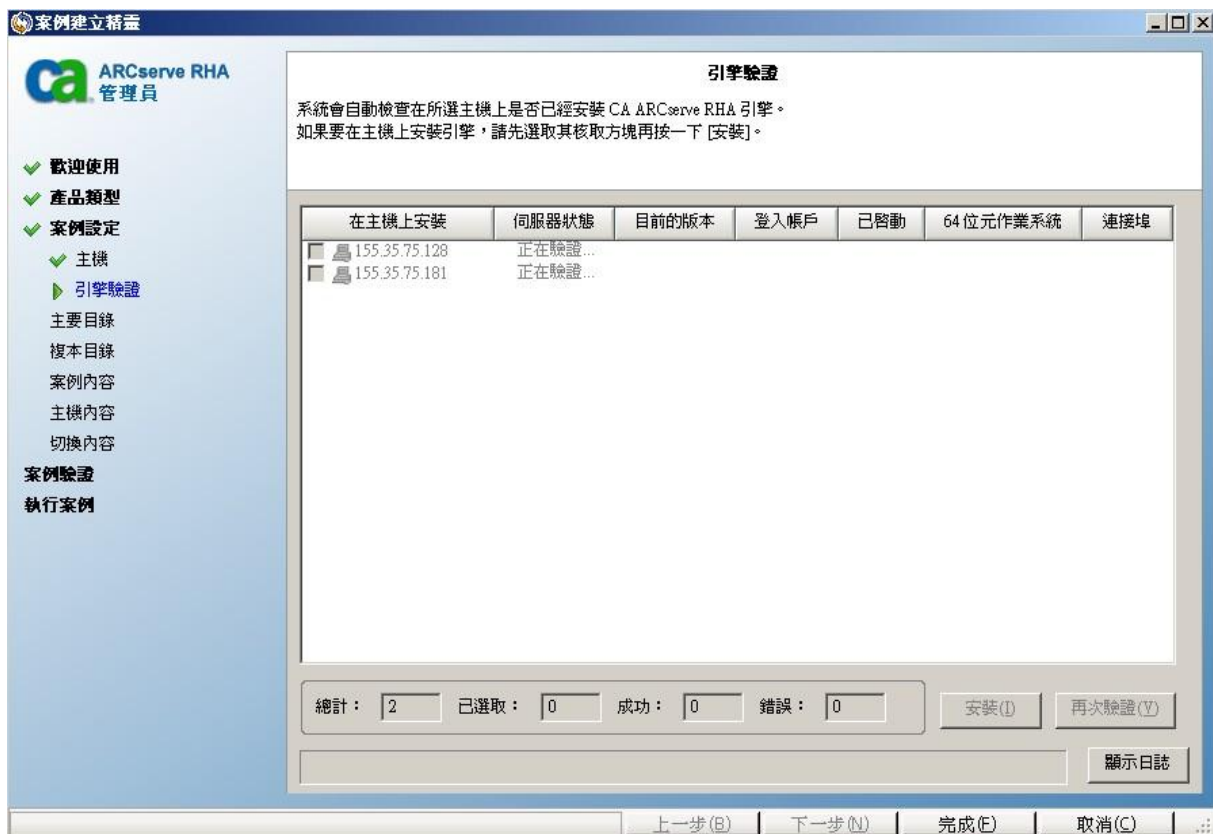 案例建立精靈
ca ARCserve RHA
管理員
歡迎使用
產品類型
案例設定
主機
引擎驗證
主要目錄
複本目錄
案例內容
主機內容
切換內容
案例驗證
執行案例
引擎驗證
系統會自動檢查在所選主機上是否已經安裝 CA ARCserve RHA 引擎。
如果要在主機上安裝引擎，請先選取其核取方塊再按一下 [安裝]。
在主機上安裝 伺服器狀態 目前的版本 登入帳戶 已啓動 64位元作業系統 連接埠
155.35.75.128 正在驗證...
155.35.75.181 正在驗證...
總計： 2 已選取： 0 成功： 0 錯誤： 0 安裝(I) 再次驗證(V)
顯示日誌
上一步(B) 下一步(N) 完成(F) 取消(C)